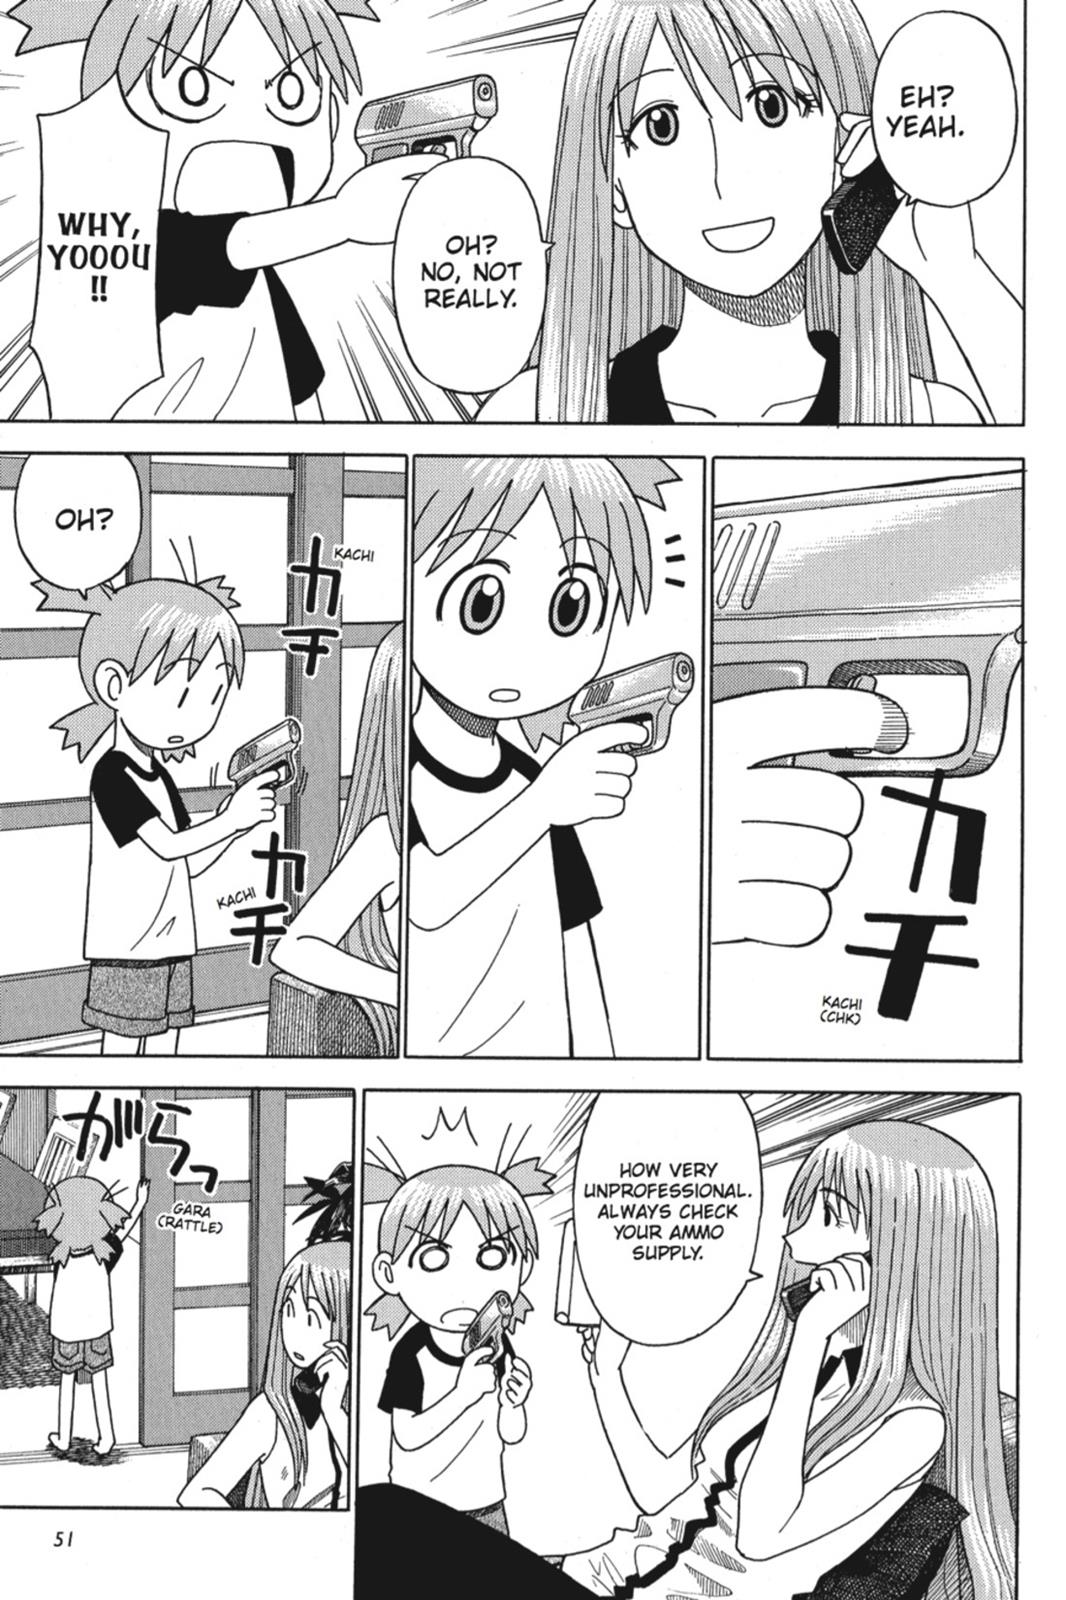 EH?
YEAH.
OH?
NO, NOT
REALLY.
WHY,
YOOOU
!!
カチ
KACHI
(CHK)
OH?
カチ
KACHI
カチ
KACHI
HOW VERY
UNPROFESSIONAL.
ALWAYS CHECK
YOUR AMMO
SUPPLY.
がらっ
GARA
(RATTLE)
51